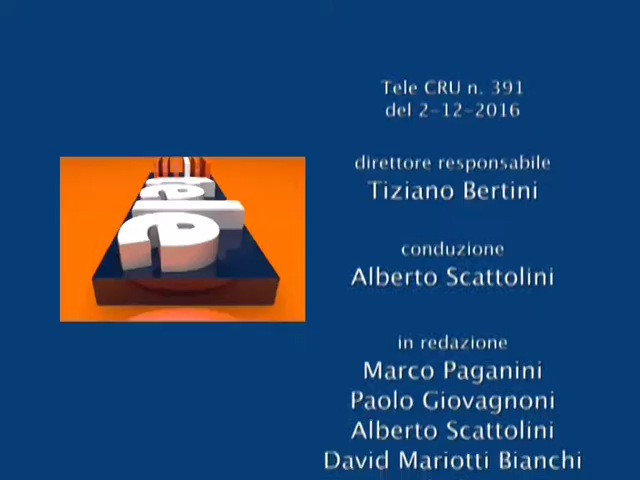 Tele CRU n. 391
del 2-12-2016
direttore responsabile
Tiziano Bertini
conduzione
Alberto Scattolini
in redazione
Marco Paganini
Paolo Giovagnoni
Alberto Scattolini
David Mariotti Bianchi